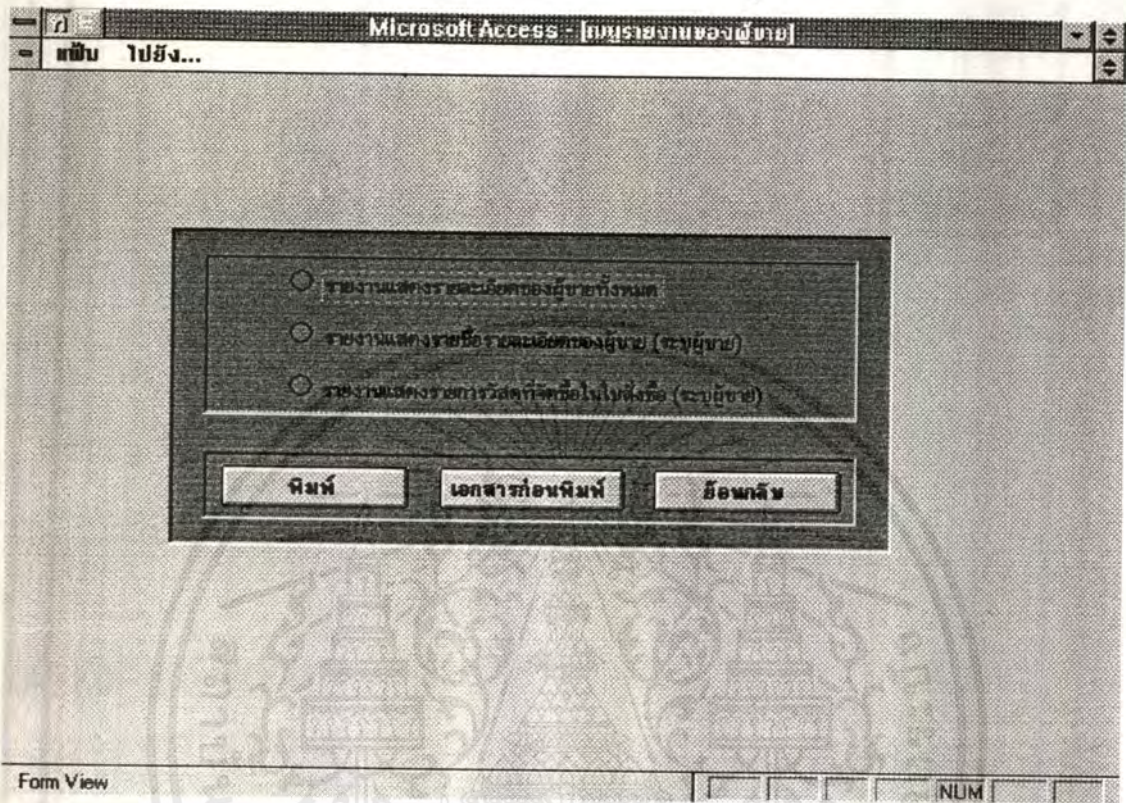 Microsoft Access - [เมนูรายงานของผู้ขาย]
แฟ้ม ไปยัง...
รายงานแสดงรายละเอียดของผู้ขายทั้งหมด
รายงานแสดงรายชื่อรายละเอียดของผู้ขาย (ระบุผู้ขาย)
รายงานแสดงรายการวัสดุที่จัดซื้อในใบสั่งซื้อ (ระบุผู้ขาย)
พิมพ์ เอกสารก่อนพิมพ์ ย้อนกลับ
Form View NUM